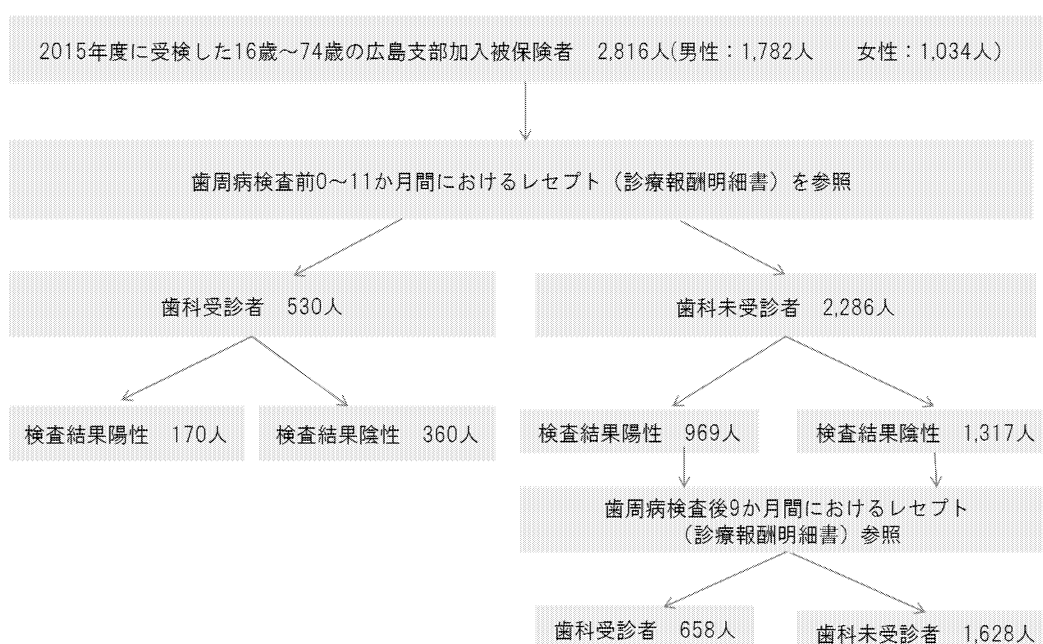 2015年度に受検した16歳～74歳の広島支部加入被保険者　2,816人(男性：1,782人　　女性：1,034人)
歯周病検査前0～11か月間におけるレセプト（診療報酬明細書）を参照
歯科受診者　530人
歯科未受診者　2,286人
検査結果陽性　170人
検査結果陰性　360人
検査結果陽性　969人
検査結果陰性　1,317人
歯周病検査後9か月間におけるレセプト
（診療報酬明細書）参照
歯科受診者　658人
歯科未受診者　1,628人